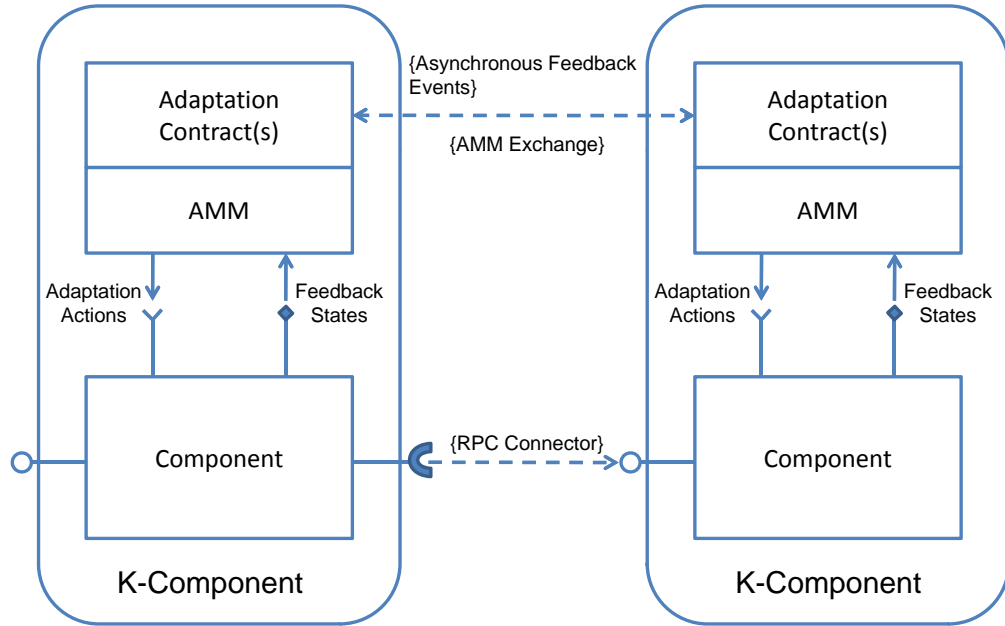 {Asynchronous Feedback
Events}
Adaptation
Contract(s)
Adaptation
Contract(s)
{AMM Exchange}
AMM
AMM
Adaptation
Actions
Feedback
States
Adaptation
Actions
Feedback
States
{RPC Connector}
Component
Component
K-Component
K-Component